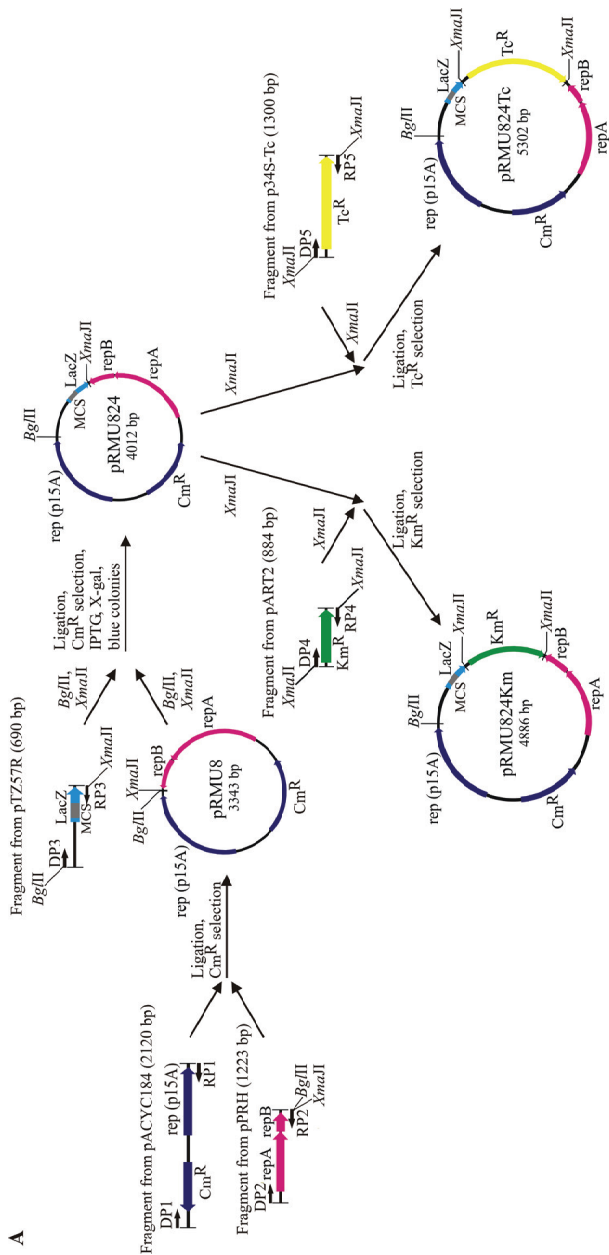 A
Fragment from pACYC184 (2120 bp)
DP1
CmR
rep (p15A)
RP1
Fragment from pPRH (1223 bp)
DP2
repA
repB
RP2
BglII
XmaJI
Ligation,
CmR selection
Fragment from pTZ57R (690 bp)
BglII
DP3
LacZ
MCS
RP3
XmaJI
BglII
XmaJI
repB
repA
rep (p15A)
pRMU8
3343 bp
CmR
BglII,
XmaJI
BglII,
XmaJI
Ligation,
CmR selection,
IPTG, X-gal,
blue colonies
BglII
rep (p15A)
LacZ
MCS
XmaJI
repB
repA
pRMU824
4012 bp
CmR
XmaJI
XmaJI
Fragment from pART2 (884 bp)
XmaJI
DP4
KmR
RP4
XmaJI
XmaJI
Ligation,
KmR selection
Fragment from p34S-Tc (1300 bp)
XmaJI
DP5
TcR
RP5
XmaJI
XmaJI
Ligation,
TcR selection
BglII
rep (p15A)
LacZ
MCS
XmaJI
KmR
XmaJI
repB
repA
pRMU824Km
4886 bp
CmR
BglII
rep (p15A)
LacZ
MCS
XmaJI
TcR
XmaJI
repB
repA
pRMU824Tc
5302 bp
CmR